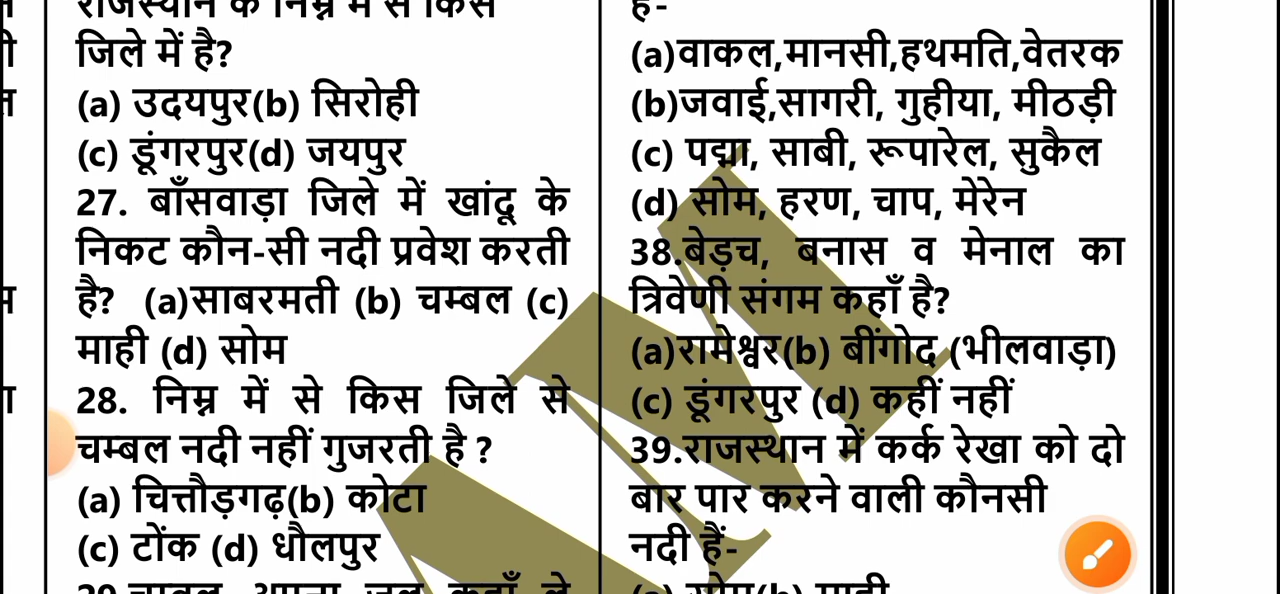 राजस्थान के निम्न में से किस
जिले में है?
(a) उदयपुर(b) सिरोही
(c) डूंगरपुर(d) जयपुर
27. बाँसवाड़ा जिले में खांदू के
निकट कौन-सी नदी प्रवेश करती
है? (a)साबरमती (b) चम्बल (c)
माही (d) सोम
28. निम्न में से किस जिले से
चम्बल नदी नहीं गुजरती है ?
(a) चित्तौड़गढ़(b) कोटा
(c) टोंक (d) धौलपुर
है-
(a)वाकल,मानसी,हथमति,वेतरक
(b)जवाई,सागरी, गुहीया, मीठड़ी
(c) पद्मा, साबी, रूपारेल, सुकैल
(d) सोम, हरण, चाप, मेरेन
38.बेड़च, बनास व मेनाल का
त्रिवेणी संगम कहाँ है?
(a)रामेश्वर(b) बींगोद (भीलवाड़ा)
(c) डूंगरपुर (d) कहीं नहीं
39.राजस्थान में कर्क रेखा को दो
बार पार करने वाली कौनसी
नदी हैं-